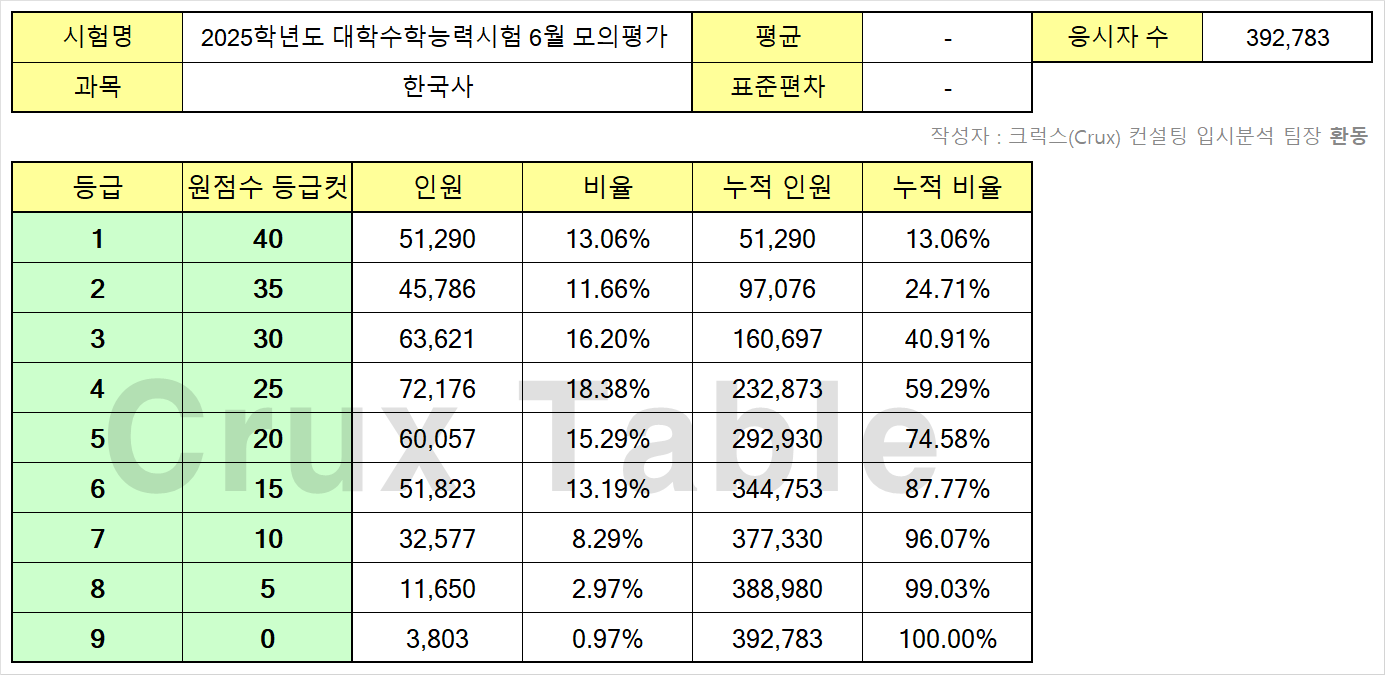 시험명 2025학년도 대학수학능력시험 6월 모의평가 평균 - 응시자 수 392,783
과목 한국사 표준편차 -
작성자 : 크럭스(Crux) 컨설팅 입시분석 팀장 환동
등급 원점수 등급컷 인원 비율 누적 인원 누적 비율
1 40 51,290 13.06% 51,290 13.06%
2 35 45,786 11.66% 97,076 24.71%
3 30 63,621 16.20% 160,697 40.91%
4 25 72,176 18.38% 232,873 59.29%
5 20 60,057 15.29% 292,930 74.58%
6 15 51,823 13.19% 344,753 87.77%
7 10 32,577 8.29% 377,330 96.07%
8 5 11,650 2.97% 388,980 99.03%
9 0 3,803 0.97% 392,783 100.00%
Crux Table